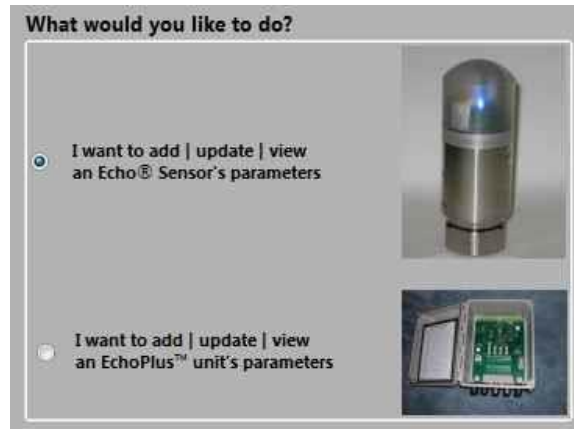 What would you like to do?
I want to add | update | view
an Echo® Sensor's parameters
I want to add | update | view
an EchoPlus™ unit's parameters